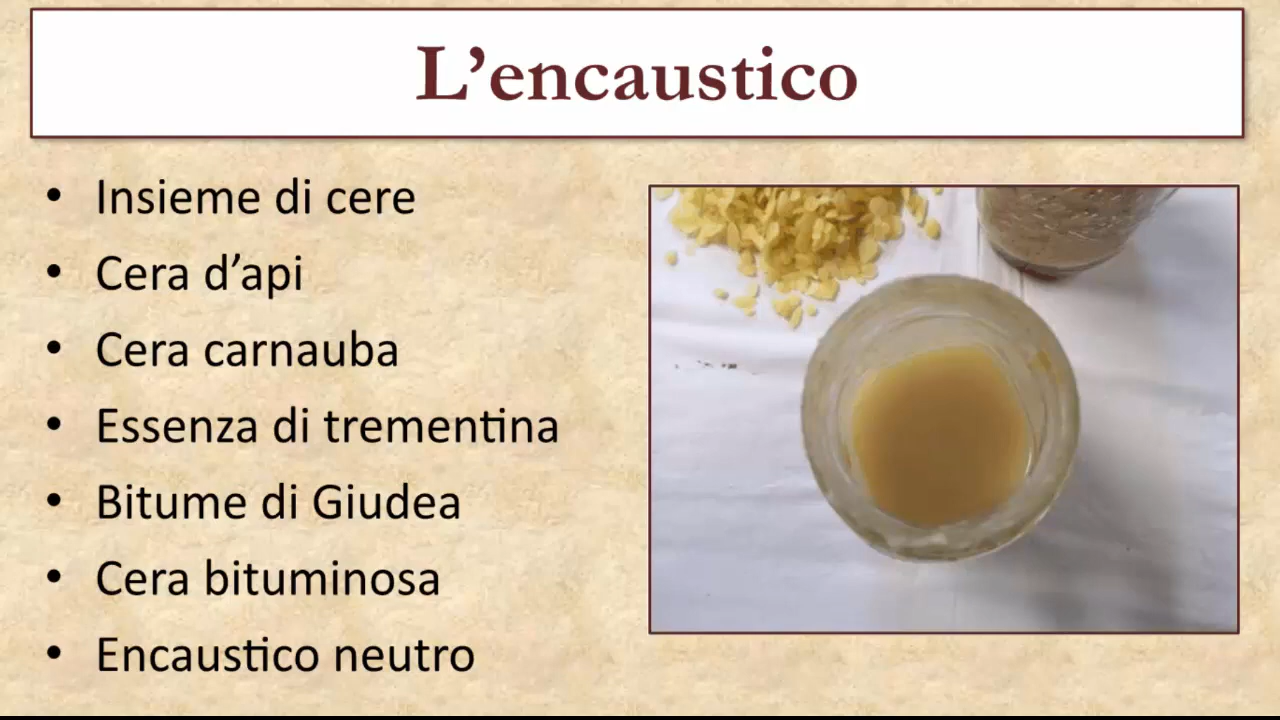 L’encaustico
• Insieme di cere
• Cera d’api
• Cera carnauba
• Essenza di trementina
• Bitume di Giudea
• Cera bituminosa
• Encaustico neutro